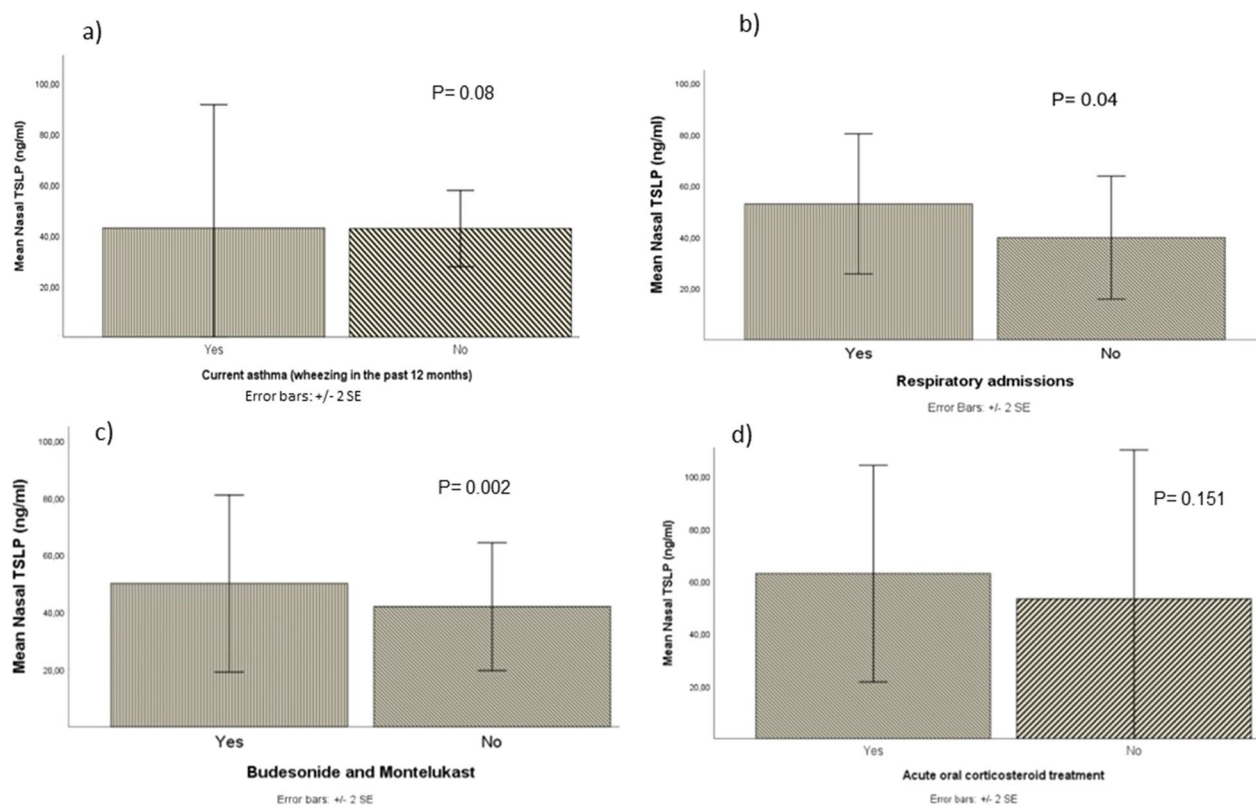 a)
Mean Nasal TSLP (ng/ml)
100,00
80,00
60,00
40,00
20,00
P= 0.08
Yes
No
Current asthma (wheezing in the past 12 months)
Error bars: +/- 2 SE
b)
Mean Nasal TSLP (ng/ml)
100,00
80,00
60,00
40,00
20,00
P= 0.04
Yes
No
Respiratory admissions
Error Bars: +/- 2 SE
c)
Mean Nasal TSLP (ng/ml)
100,00
80,00
60,00
40,00
20,00
P= 0.002
Yes
No
Budesonide and Montelukast
Error bars: +/- 2 SE
d)
Mean Nasal TSLP (ng/ml)
100,00
80,00
60,00
40,00
20,00
P= 0.151
Yes
No
Acute oral corticosteroid treatment
Error bars: +/- 2 SE